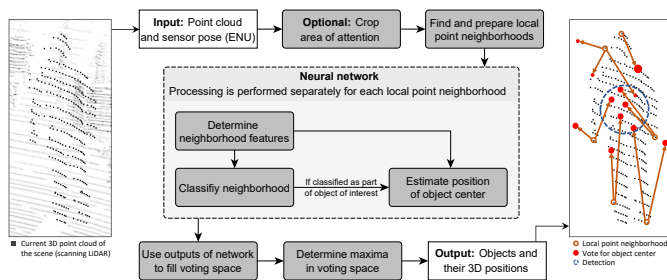 Input: Point cloud
and sensor pose (ENU)
Optional: Crop
area of attention
Find and prepare local
point neighborhoods
Neural network
Processing is performed separately for each local point neighborhood
Determine
neighborhood features
Classifiy neighborhood
If classified as part
of object of interest
Estimate position
of object center
Current 3D point cloud of
the scene (scanning LiDAR)
Use outputs of network
to fill voting space
Determine maxima
in voting space
Output: Objects and
their 3D positions
Local point neighborhood
Vote for object center
Detection